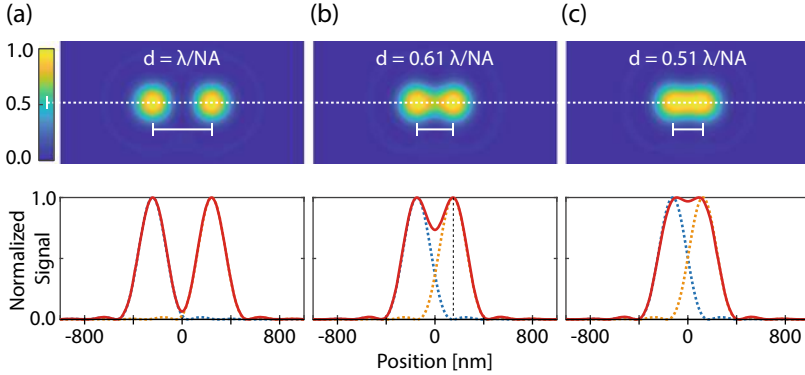 (a)
(b)
(c)
1.0
0.5
0.0
d = λ/NA
d = 0.61 λ/NA
d = 0.51 λ/NA
Normalized
Signal
1.0
0.0
-800
0
800
-800
0
800
-800
0
800
Position [nm]